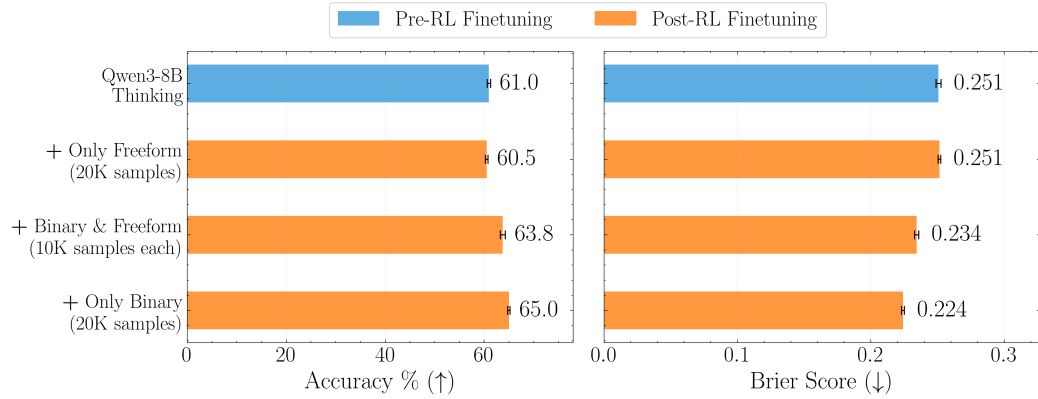 Pre-RL Finetuning Post-RL Finetuning
Qwen3-8B
Thinking
61.0
0.251
+ Only Freeform
(20K samples)
60.5
0.251
+ Binary & Freeform
(10K samples each)
63.8
0.234
+ Only Binary
(20K samples)
65.0
0.224
0 20 40 60
0.0 0.1 0.2 0.3
Accuracy % (↑)
Brier Score (↓)